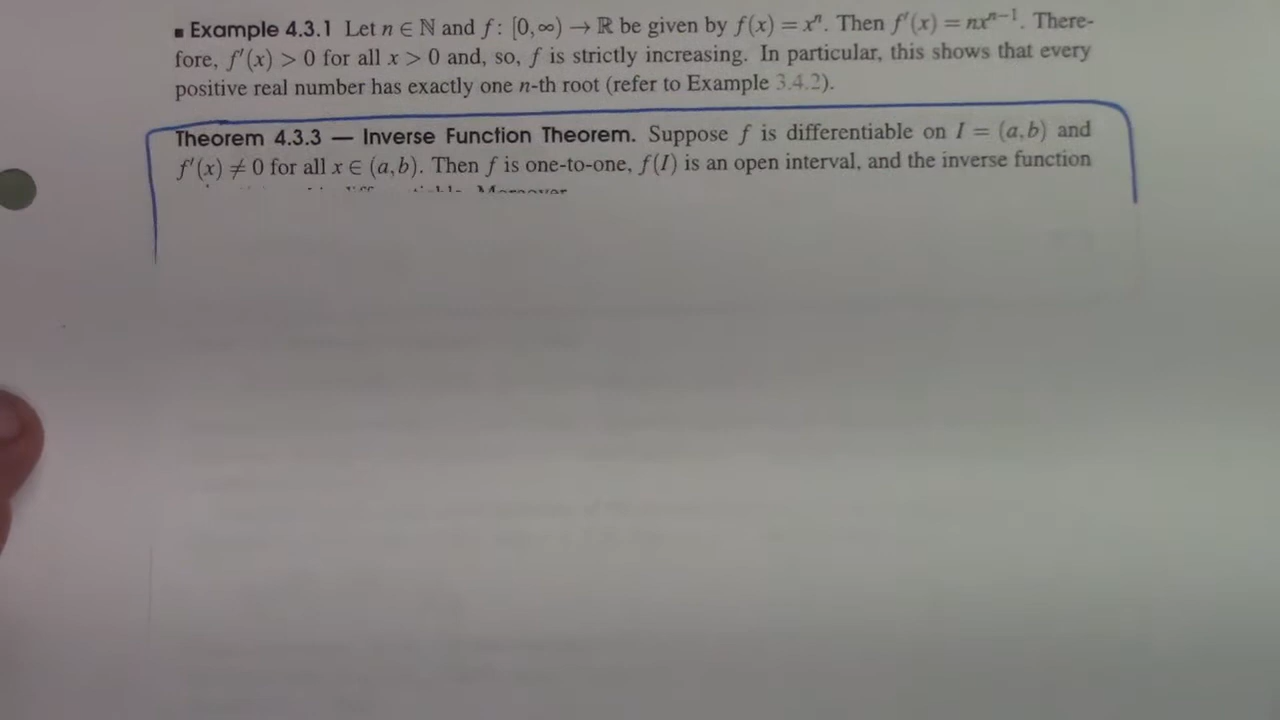 ▪ Example 4.3.1 Let n ∈ ℕ and f: [0,∞) → ℝ be given by f(x) = xⁿ. Then f′(x) = nxⁿ⁻¹. There-
fore, f′(x) > 0 for all x > 0 and, so, f is strictly increasing. In particular, this shows that every
positive real number has exactly one n-th root (refer to Example 3.4.2).
Theorem 4.3.3 — Inverse Function Theorem. Suppose f is differentiable on I = (a,b) and
f′(x) ≠ 0 for all x ∈ (a,b). Then f is one-to-one, f(I) is an open interval, and the inverse function
Moreover